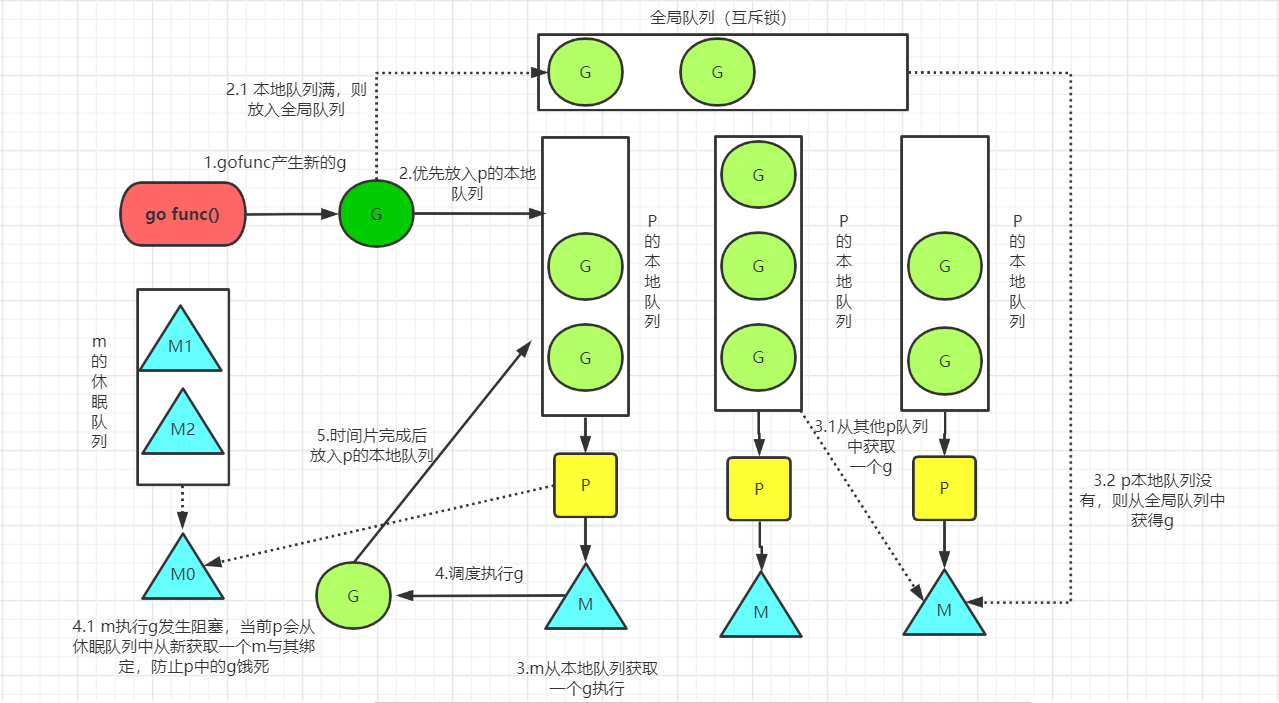 全局队列（互斥锁）
G
G
2.1 本地队列满，则
放入全局队列
1.gofunc产生新的g
2.优先放入p的本地
队列
go func()
G
G
G
P
的
本
地
队
列
G
G
G
P
的
本
地
队
列
G
G
P
的
本
地
队
列
m
的
休
眠
队
列
M1
M2
5.时间片完成后
放入p的本地队列
3.1从其他p队列
中获取
一个g
3.2 p本地队列没
有，则从全局队列中
获得g
P
P
P
M0
G
4.调度执行g
M
M
M
4.1 m执行g发生阻塞，当前p会从
休眠队列中从新获取一个m与其绑
定，防止p中的g饿死
3.m从本地队列获取
一个g执行